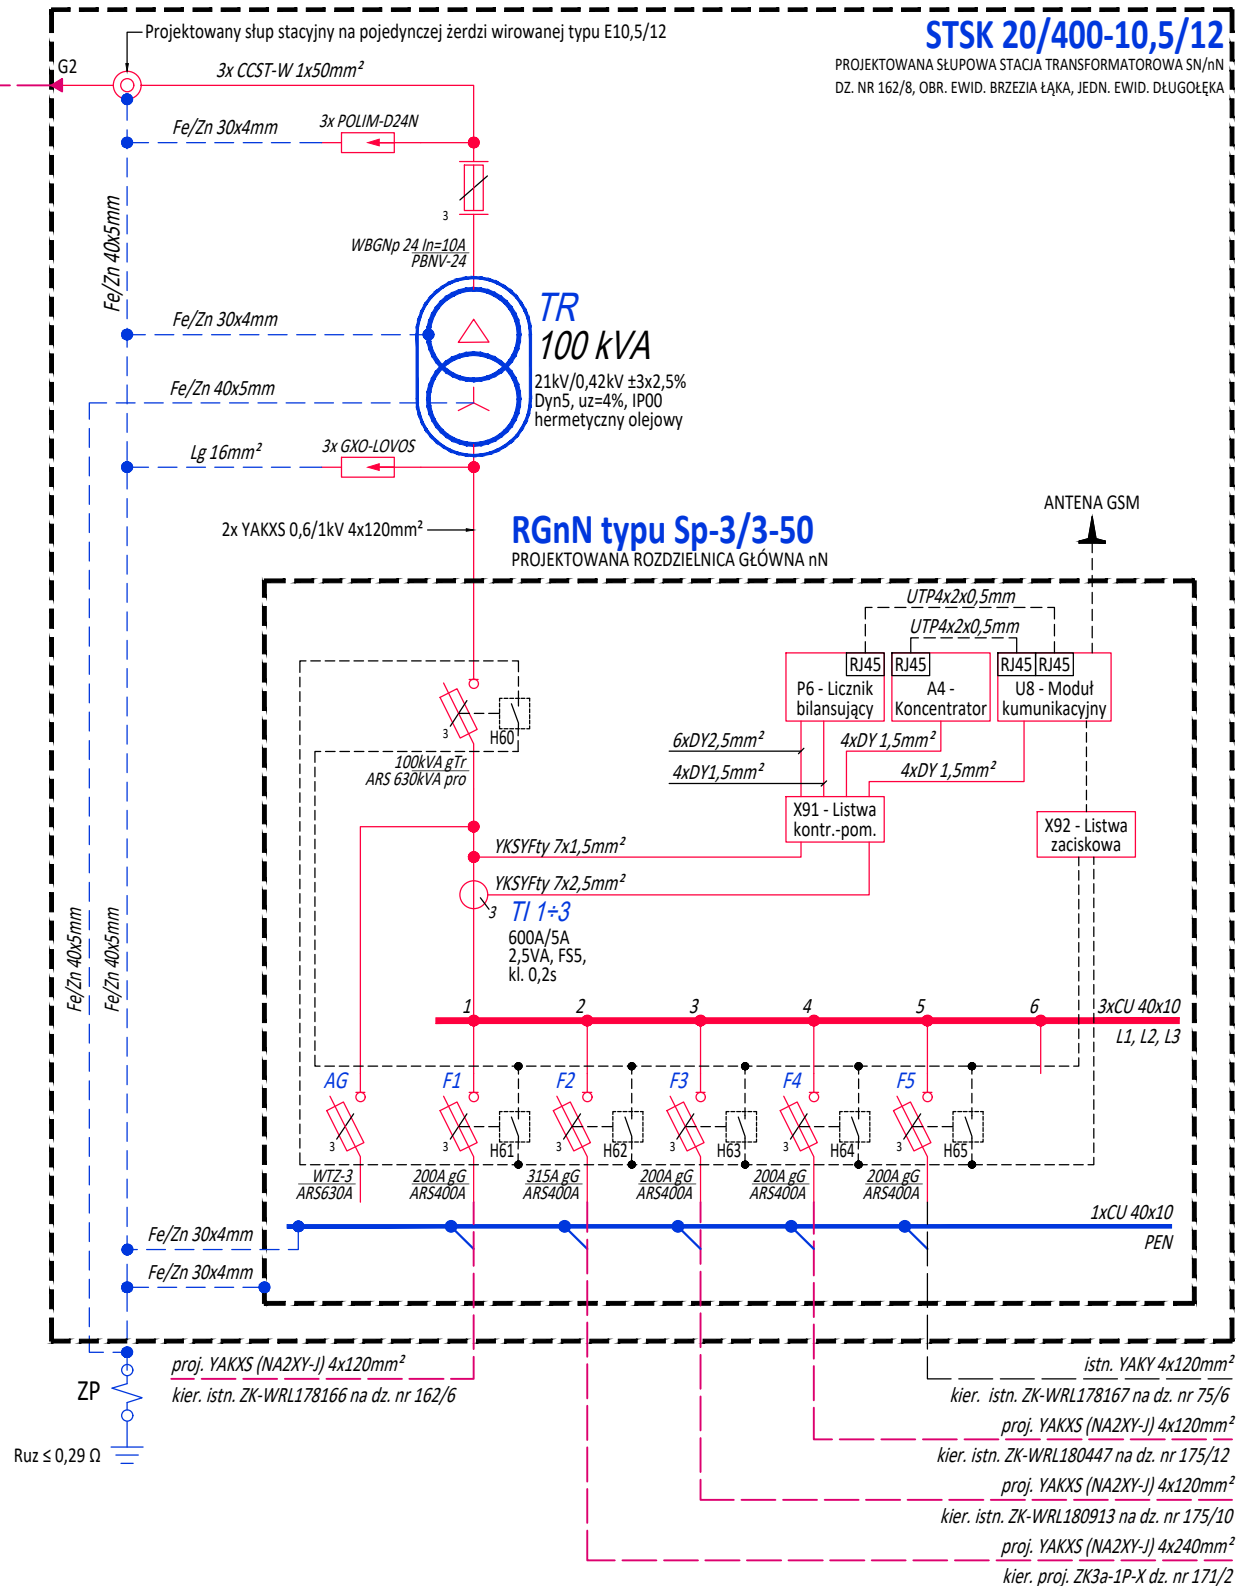 Projektowany słup stacyjny na pojedynczej żerdzi wirowanej typu E10,5/12
STSK 20/400-10,5/12
PROJEKTOWANA SŁUPOWA STACJA TRANSFORMATOROWA SN/nN
DZ. NR 162/8, OBR. EWID. BRZEZIA ŁĄKA, JEDN. EWID. DŁUGOŁĘKA
G2
3x CCST-W 1x50mm²
Fe/Zn 30x4mm
3x POLIM-D24N
3
WBGNp 24 In=10A
PBNV-24
Fe/Zn 40x5mm
Fe/Zn 30x4mm
TR
100 kVA
21kV/0,42kV ±3x2,5%
Dyn5, uz=4%, IP00
hermetyczny olejowy
Fe/Zn 40x5mm
Lg 16mm²
3x GXO-LOVOS
2x YAKXS 0,6/1kV 4x120mm²
RGnN typu Sp-3/3-50
PROJEKTOWANA ROZDZIELNICA GŁÓWNA nN
ANTENA GSM
UTP4x2x0,5mm
UTP4x2x0,5mm
RJ45
RJ45
RJ45
RJ45
P6 - Licznik
bilansujący
A4 -
Koncentrator
U8 - Moduł
kumunikacyjny
3
H60
100kVA gTr
ARS 630kVA pro
6xDY2,5mm²
4xDY1,5mm²
4xDY 1,5mm²
4xDY 1,5mm²
X91 - Listwa
kontr.-pom.
X92 - Listwa
zaciskowa
YKSYFty 7x1,5mm²
YKSYFty 7x2,5mm²
3
TI 1÷3
600A/5A
2,5VA, FS5,
kl. 0,2s
Fe/Zn 40x5mm
Fe/Zn 40x5mm
1
2
3
4
5
6
3xCU 40x10
L1, L2, L3
AG
F1
F2
F3
F4
F5
3
3
3
3
3
3
H61
H62
H63
H64
H65
WTZ-3
ARS630A
200A gG
ARS400A
315A gG
ARS400A
200A gG
ARS400A
200A gG
ARS400A
200A gG
ARS400A
1xCU 40x10
PEN
Fe/Zn 30x4mm
Fe/Zn 30x4mm
ZP
Ruz ≤ 0,29 Ω
proj. YAKXS (NA2XY-J) 4x120mm²
kier. istn. ZK-WRL178166 na dz. nr 162/6
istn. YAKY 4x120mm²
kier. istn. ZK-WRL178167 na dz. nr 75/6
proj. YAKXS (NA2XY-J) 4x120mm²
kier. istn. ZK-WRL180447 na dz. nr 175/12
proj. YAKXS (NA2XY-J) 4x120mm²
kier. istn. ZK-WRL180913 na dz. nr 175/10
proj. YAKXS (NA2XY-J) 4x240mm²
kier. proj. ZK3a-1P-X dz. nr 171/2